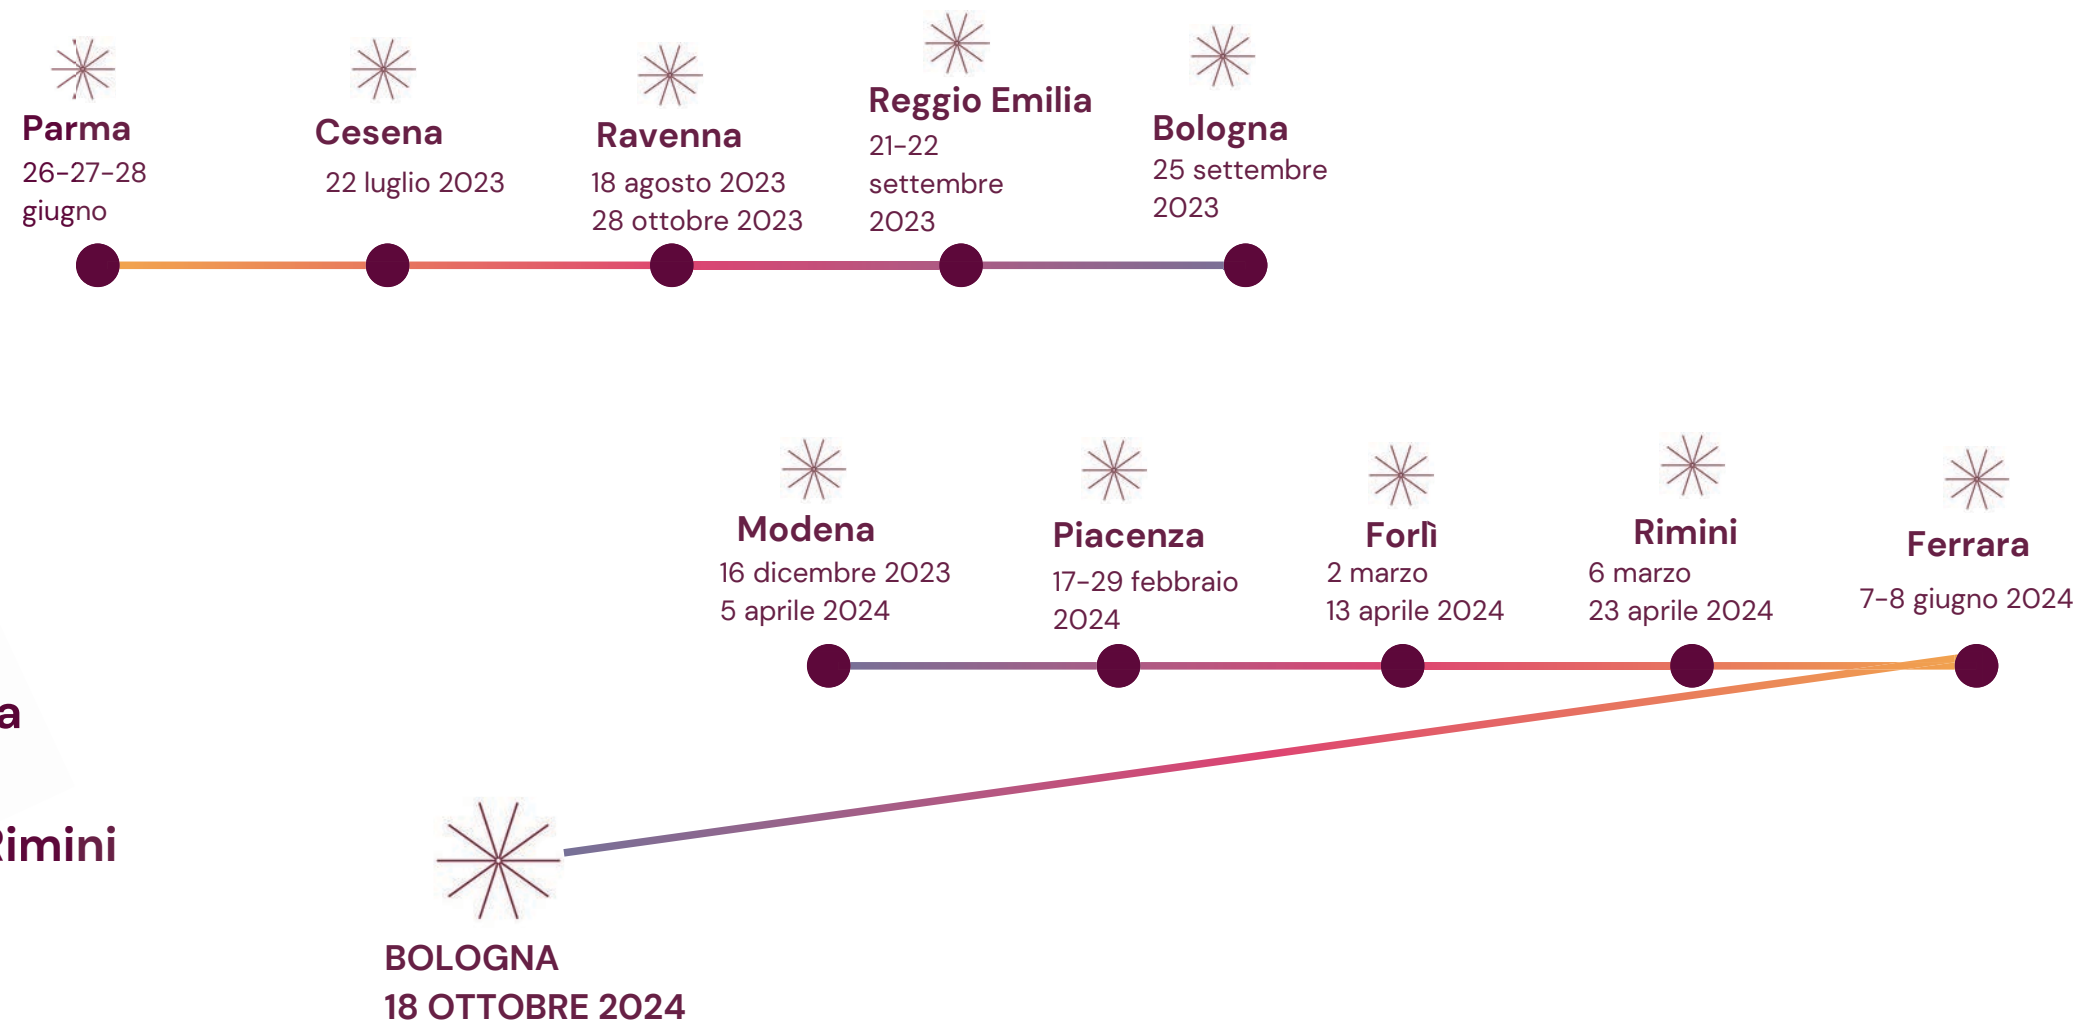 Parma
26-27-28
giugno
Cesena
22 luglio 2023
Ravenna
18 agosto 2023
28 ottobre 2023
Reggio Emilia
21-22
settembre
2023
Bologna
25 settembre
2023
Modena
16 dicembre 2023
5 aprile 2024
Piacenza
17-29 febbraio
2024
Forlì
2 marzo
13 aprile 2024
Rimini
6 marzo
23 aprile 2024
Ferrara
7-8 giugno 2024
a
Rimini
BOLOGNA
18 OTTOBRE 2024